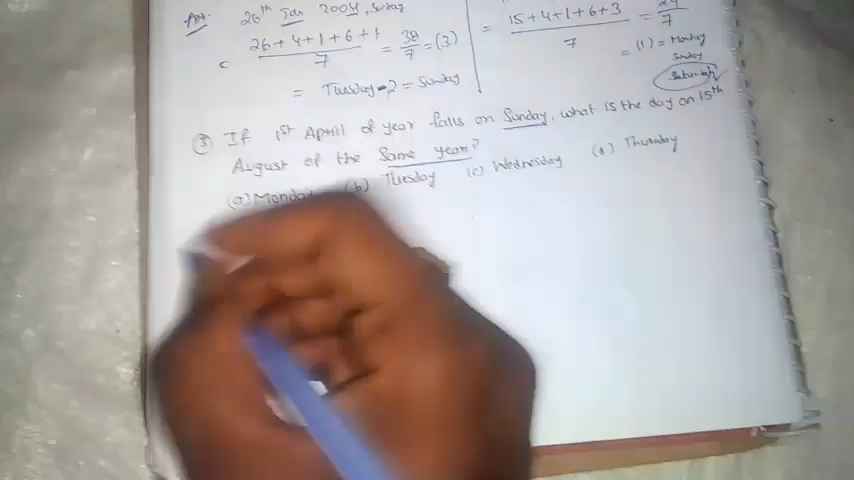 Ans. 26th Jan 2004, Sunday
26+4+1+6+1 / 7 = 38/7 = (3)
= Tuesday-2 = Sunday
= 15+4+1+6+3 / 7 = /7
= (1) = Monday
Sunday
Saturday
③ If 1st April of year falls on Sunday, what is the day on 15th
August of the Same year?
(a) Monday (b) Tuesday (c) Wednesday (d) Thursday